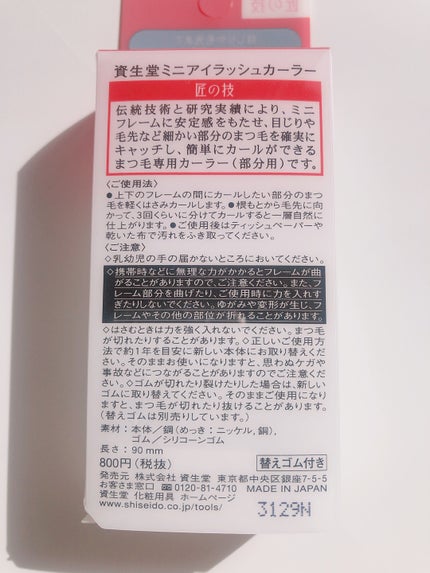 匠の技
資生堂ミニアイラッシュカーラー
匠の技
伝統技術と研究実績により、ミニ
フレームに安定感をもたせ、目じりや
毛先など細かい部分のまつ毛を確実に
キャッチし、簡単にカールができる
まつ毛専用カーラー(部分用)です。
〈ご使用法〉
●上下のフレームの間にカールしたい部分のまつ
毛を軽くはさみカールします。●根もとから毛先に向
かって、3回くらいに分けてカールすると一層自然に
仕上がります。●ご使用後はティッシュペーパーや
乾いた布で汚れをふき取ってください。
〈ご注意〉
◇乳幼児の手の届かないところにおいてください。
◇携帯時などに無理な力がかかるとフレームが曲
がることがありますので、ご注意ください。また、フ
レーム部分を曲げたり、ご使用時に力を入れす
ぎたりしないでください。ゆがみや変形が生じ、フ
レームやその他の部位が折れることがあります。
◇はさむときは力を強く入れないでください。まつ毛
が切れたりすることがあります。◇正しいご使用方
法で約1年を目安に新しい本体にお取り替えくだ
さい。そのままお使いになりますと、思わぬケガや
事故などにつながることがありますのでご注意くださ
い。◇ゴムが切れたり裂けたりした場合は、新しい
ゴムに取り替えてください。そのままご使用になり
ますと、まつ毛が切れたり抜けることがあります。
(替えゴムは別売りしています。)
素材：本体/鋼(めっき：ニッケル,銅)、
ゴム/シリコーンゴム
長さ：90mm
800円(税抜)
替えゴム付き
発売元 株式会社 資生堂 東京都中央区銀座7-5-5
お客さま窓口 0120-81-4710 MADE IN JAPAN
資生堂 化粧用具 ホームページ
www.shiseido.co.jp/tools/
3129N